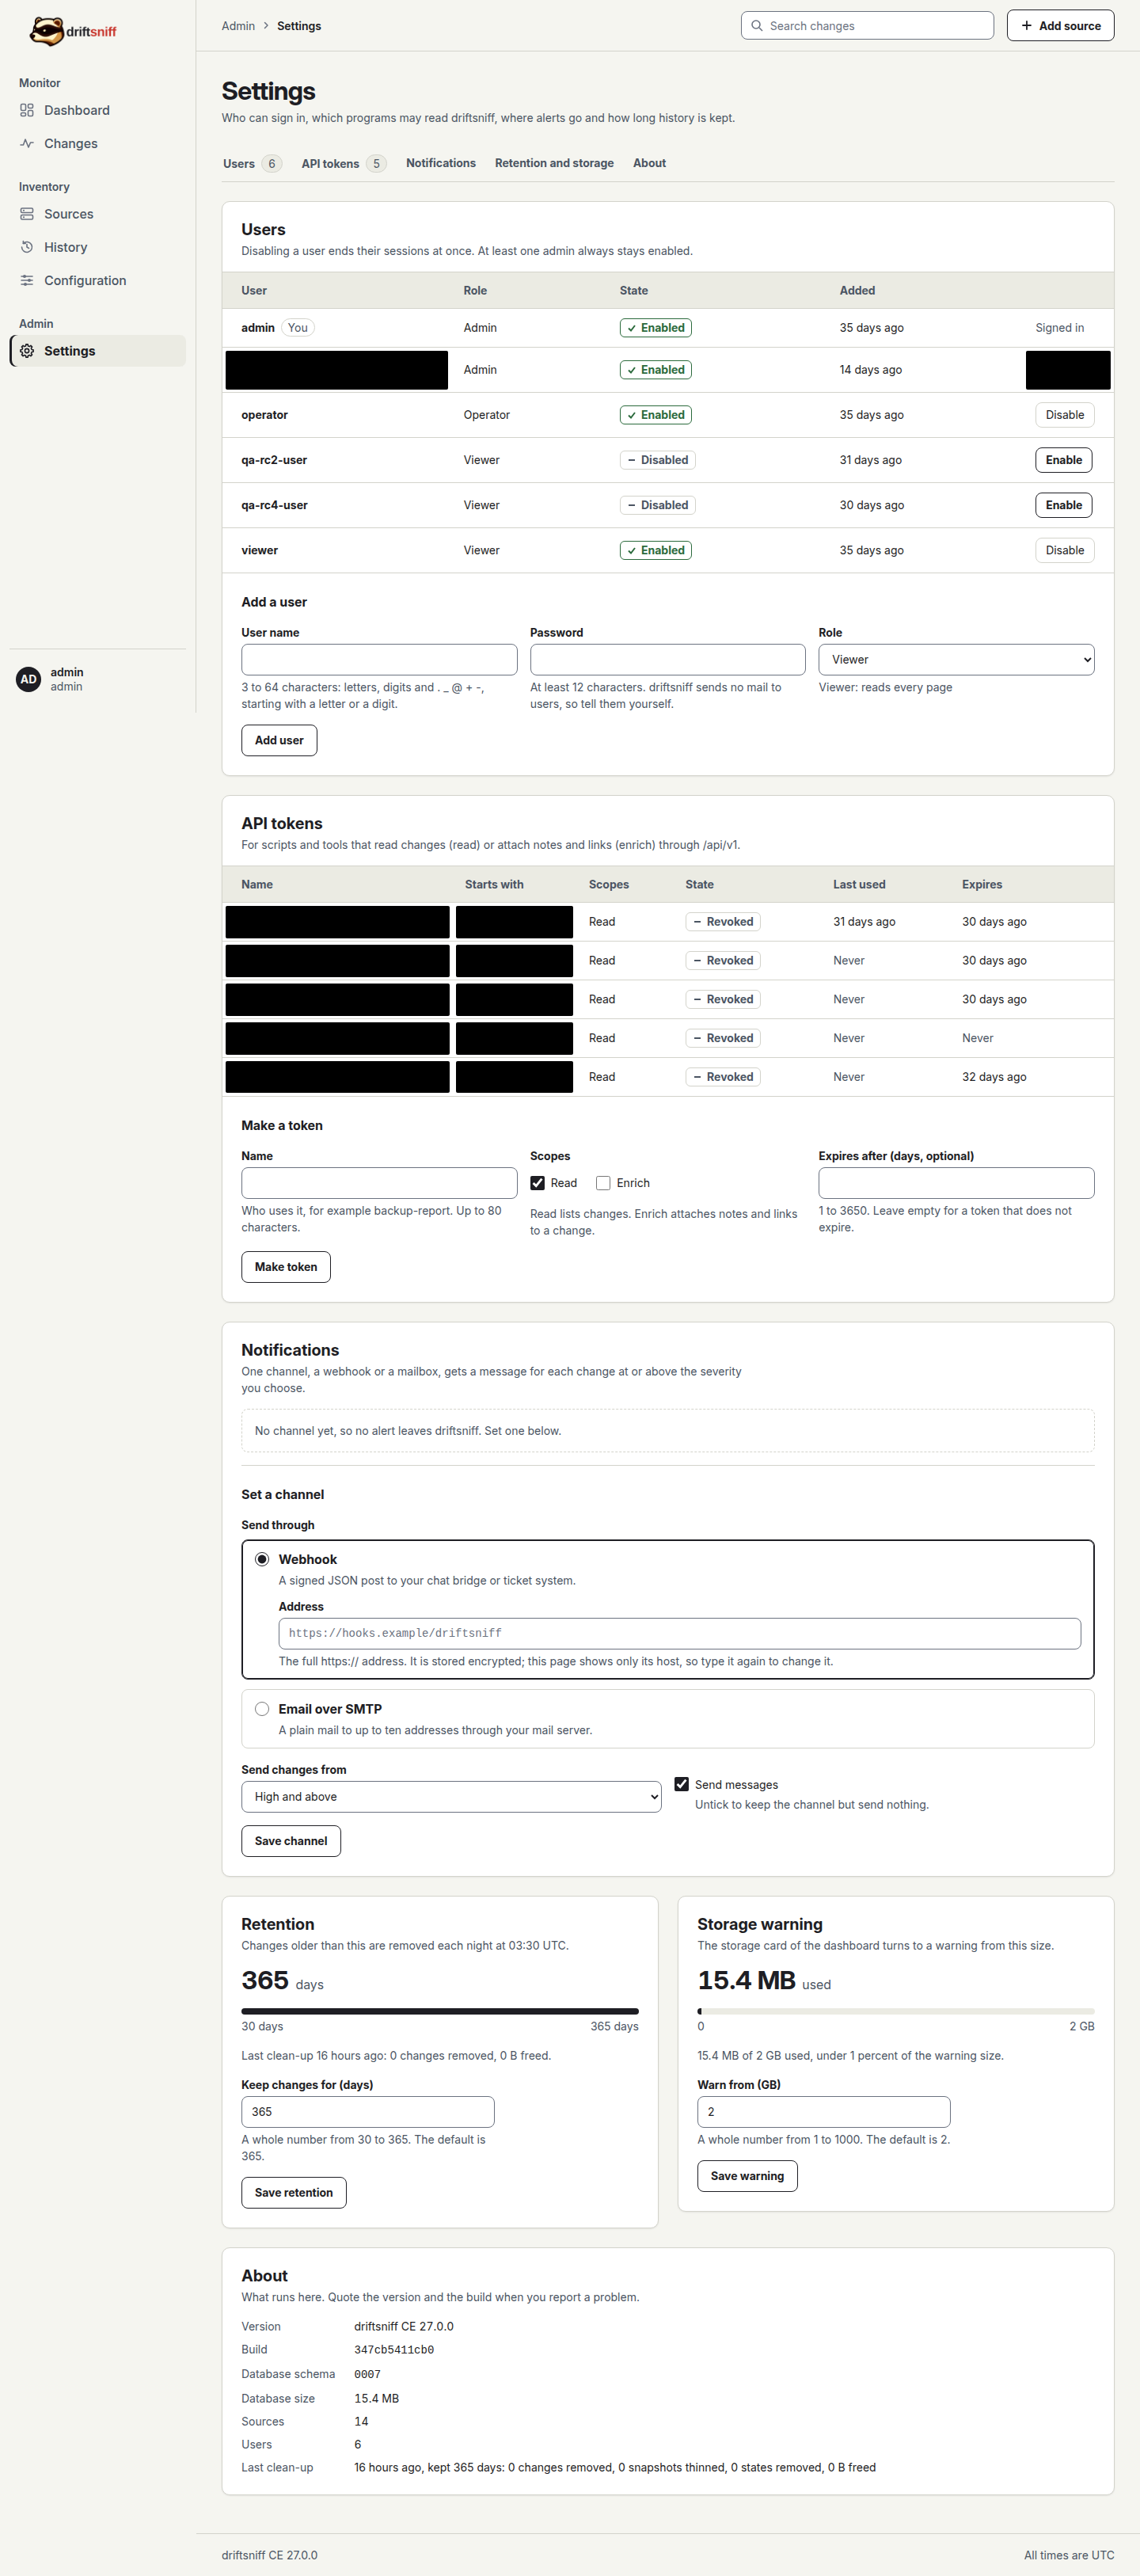 driftsniff
Admin > Settings
Search changes
+ Add source
Monitor
Dashboard
Changes
Inventory
Sources
History
Configuration
Admin
Settings
AD
admin
admin
Settings
Who can sign in, which programs may read driftsniff, where alerts go and how long history is kept.
Users 6 API tokens 5 Notifications Retention and storage About
Users
Disabling a user ends their sessions at once. At least one admin always stays enabled.
User Role State Added
admin You Admin Enabled 35 days ago Signed in
Admin Enabled 14 days ago
operator Operator Enabled 35 days ago Disable
qa-rc2-user Viewer – Disabled 31 days ago Enable
qa-rc4-user Viewer – Disabled 30 days ago Enable
viewer Viewer Enabled 35 days ago Disable
Add a user
User name Password Role
Viewer
3 to 64 characters: letters, digits and . _ @ + -, At least 12 characters. driftsniff sends no mail to Viewer: reads every page
starting with a letter or a digit. users, so tell them yourself.
Add user
API tokens
For scripts and tools that read changes (read) or attach notes and links (enrich) through /api/v1.
Name Starts with Scopes State Last used Expires
Read – Revoked 31 days ago 30 days ago
Read – Revoked Never 30 days ago
Read – Revoked Never 30 days ago
Read – Revoked Never Never
Read – Revoked Never 32 days ago
Make a token
Name Scopes Expires after (days, optional)
Read Enrich
Who uses it, for example backup-report. Up to 80 Read lists changes. Enrich attaches notes and links 1 to 3650. Leave empty for a token that does not
characters. to a change. expire.
Make token
Notifications
One channel, a webhook or a mailbox, gets a message for each change at or above the severity
you choose.
No channel yet, so no alert leaves driftsniff. Set one below.
Set a channel
Send through
Webhook
A signed JSON post to your chat bridge or ticket system.
Address
https://hooks.example/driftsniff
The full https:// address. It is stored encrypted; this page shows only its host, so type it again to change it.
Email over SMTP
A plain mail to up to ten addresses through your mail server.
Send changes from
High and above
Send messages
Untick to keep the channel but send nothing.
Save channel
Retention
Changes older than this are removed each night at 03:30 UTC.
365 days
30 days 365 days
Last clean-up 16 hours ago: 0 changes removed, 0 B freed.
Keep changes for (days)
365
A whole number from 30 to 365. The default is
365.
Save retention
Storage warning
The storage card of the dashboard turns to a warning from this size.
15.4 MB used
0 2 GB
15.4 MB of 2 GB used, under 1 percent of the warning size.
Warn from (GB)
2
A whole number from 1 to 1000. The default is 2.
Save warning
About
What runs here. Quote the version and the build when you report a problem.
Version driftsniff CE 27.0.0
Build 347cb5411cb0
Database schema 0007
Database size 15.4 MB
Sources 14
Users 6
Last clean-up 16 hours ago, kept 365 days: 0 changes removed, 0 snapshots thinned, 0 states removed, 0 B freed
driftsniff CE 27.0.0 All times are UTC